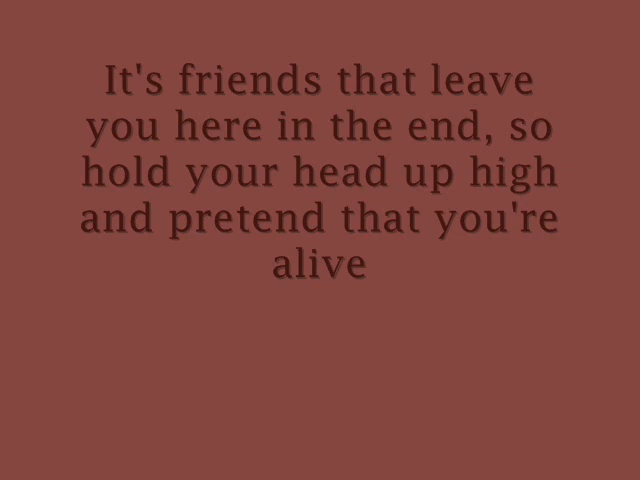 It's friends that leave
you here in the end, so
hold your head up high
and pretend that you're
alive